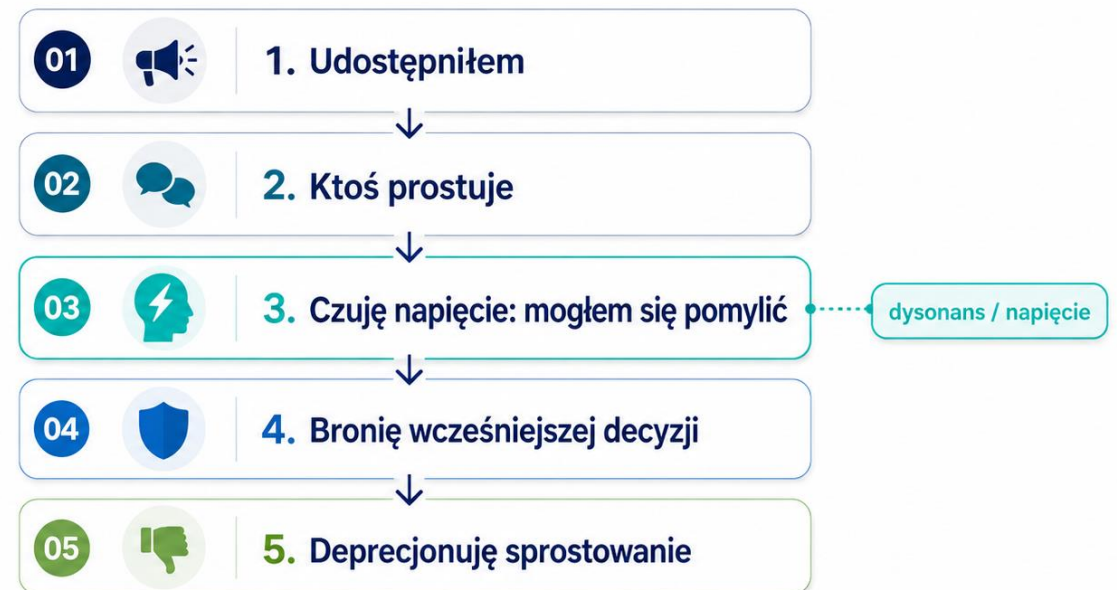 01 1. Udostępniłem
02 2. Ktoś prostuje
03 3. Czuję napięcie: mogłem się pomylić dysonans / napięcie
04 4. Bronię wcześniejszej decyzji
05 5. Deprecjonuję sprostowanie